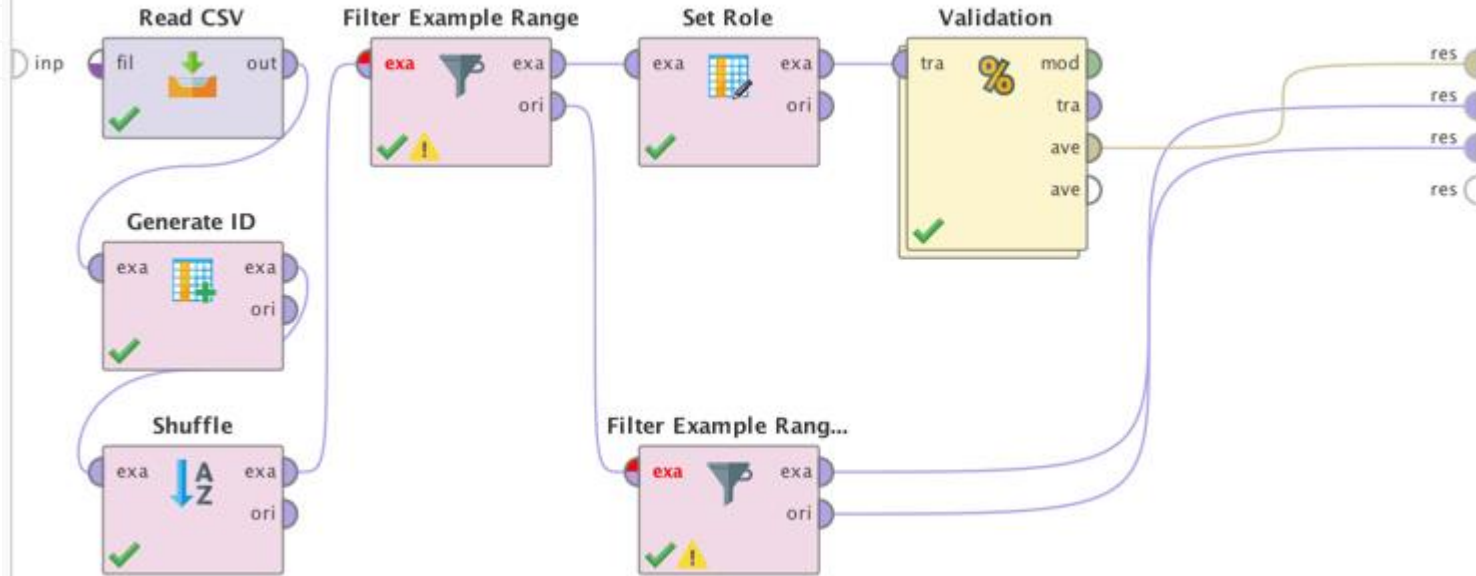 Read CSV
Filter Example Range
Set Role
Validation
inp
fil
out
exa
exa
ori
exa
exa
ori
tra
mod
tra
ave
ave
res
res
res
res
Generate ID
exa
exa
ori
Shuffle
exa
exa
ori
A
Z
Filter Example Rang...
exa
exa
ori
%
!
!